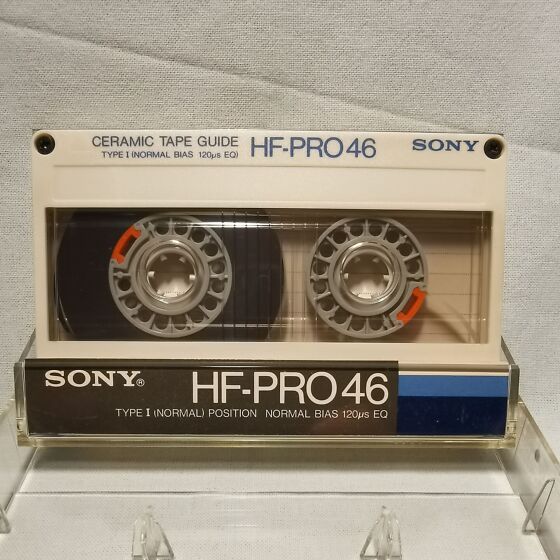 CERAMIC TAPE GUIDE HF-PRO 46 SONY
TYPE I (NORMAL BIAS 120µs EQ)
SONY® HF-PRO 46
TYPE I (NORMAL) POSITION NORMAL BIAS 120µs EQ